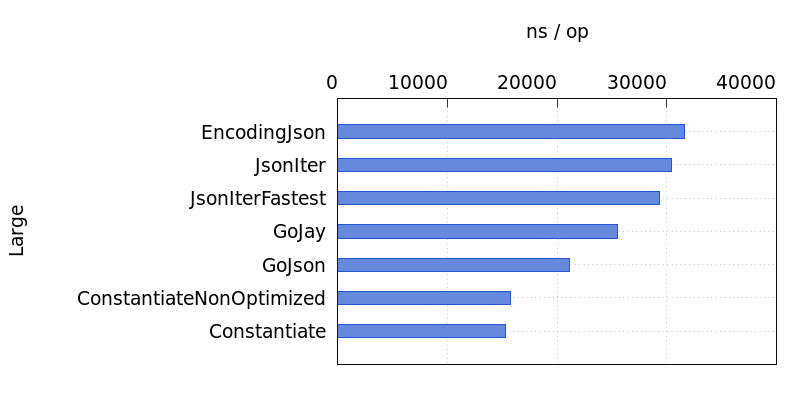 ns / op
0 10000 20000 30000 40000
EncodingJson
JsonIter
JsonIterFastest
GoJay
GoJson
ConstantiateNonOptimized
Constantiate
Large